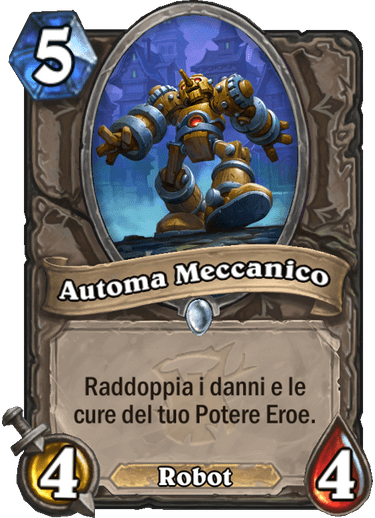 5
Automa Meccanico
Raddoppia i danni e le
cure del tuo Potere Eroe.
4
Robot
4